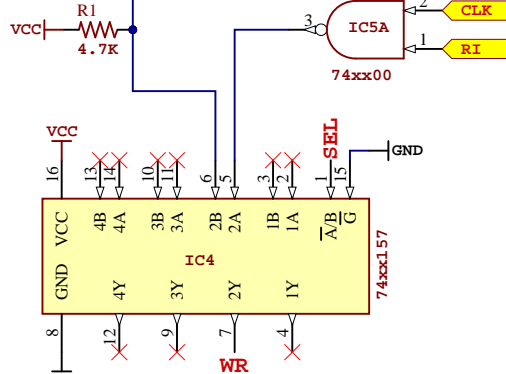 R1
VCC
4.7K
3
IC5A
2
CLK
1
RI
74xx00
VCC
SEL
GND
16
13
14
10
11
6
5
3
2
1
15
VCC
4B
4A
3B
3A
2B
2A
1B
1A
A/B
G
IC4
74xx157
GND
4Y
3Y
2Y
1Y
8
12
9
7
4
WR